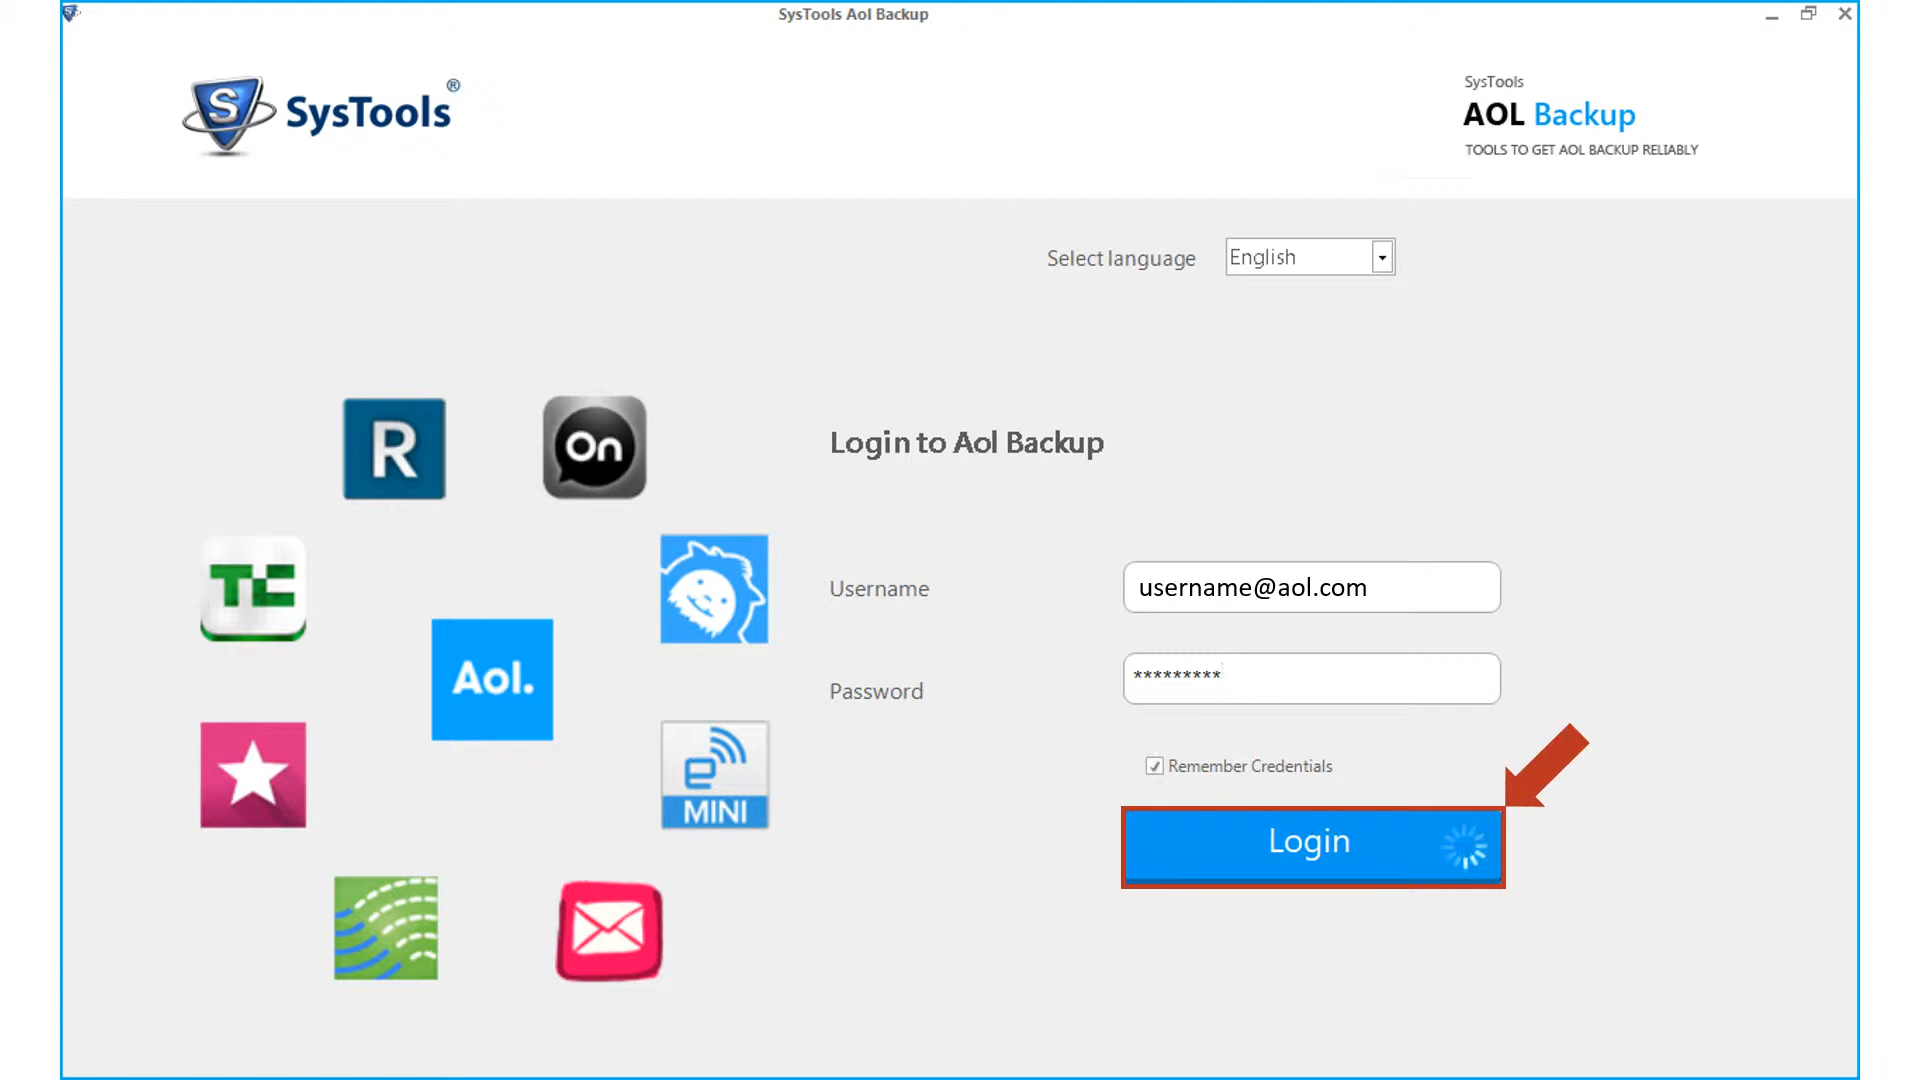 SysTools Aol Backup
SysTools®
SysTools
AOL Backup
TOOLS TO GET AOL BACKUP RELIABLY
Select language English
R
On
Login to Aol Backup
TC
Username username@aol.com
Aol.
Password *********
Remember Credentials
e
MINI
Login